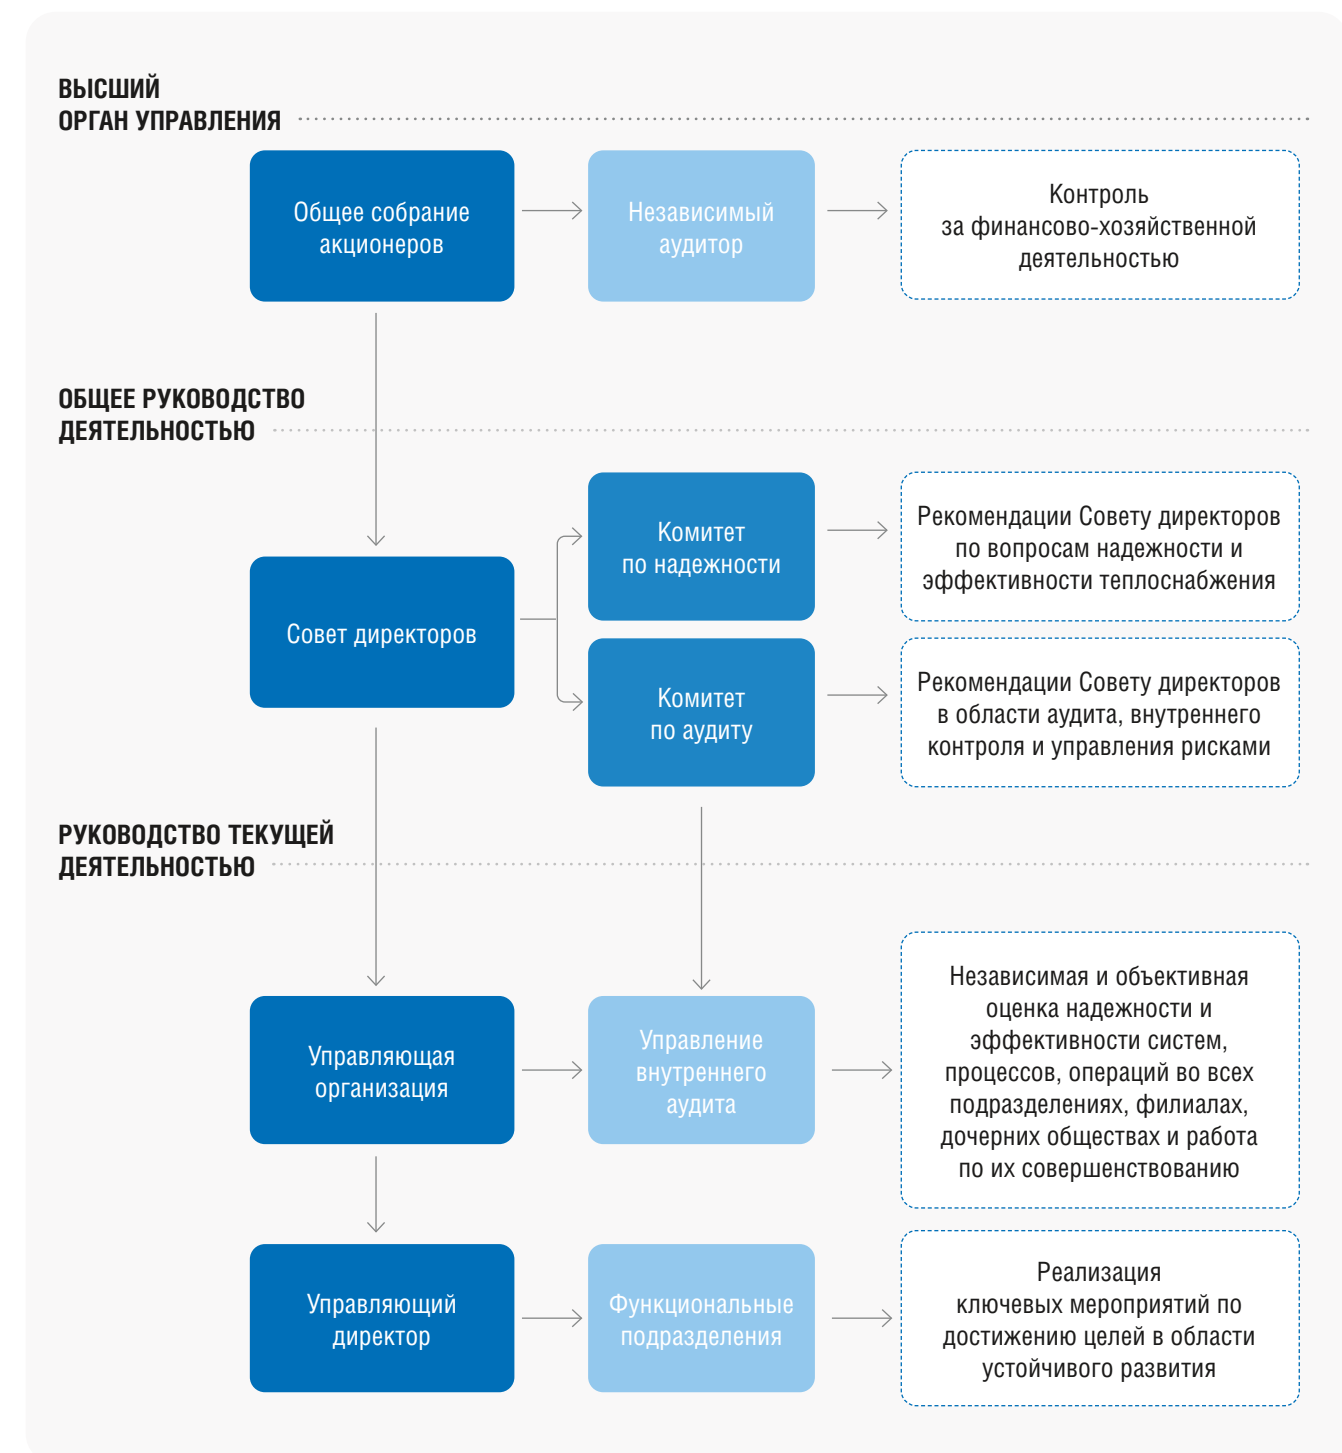 ВЫСШИЙ
ОРГАН УПРАВЛЕНИЯ
Общее собрание
акционеров
Независимый
аудитор
Контроль
за финансово-хозяйственной
деятельностью
ОБЩЕЕ РУКОВОДСТВО
ДЕЯТЕЛЬНОСТЬЮ
Совет директоров
Комитет
по надежности
Рекомендации Совету директоров
по вопросам надежности и
эффективности теплоснабжения
Комитет
по аудиту
Рекомендации Совету директоров
в области аудита, внутреннего
контроля и управления рисками
РУКОВОДСТВО ТЕКУЩЕЙ
ДЕЯТЕЛЬНОСТЬЮ
Управляющая
организация
Управление
внутреннего
аудита
Независимая и объективная
оценка надежности и
эффективности систем,
процессов, операций во всех
подразделениях, филиалах,
дочерних обществах и работа
по их совершенствованию
Управляющий
директор
Функциональные
подразделения
Реализация
ключевых мероприятий по
достижению целей в области
устойчивого развития